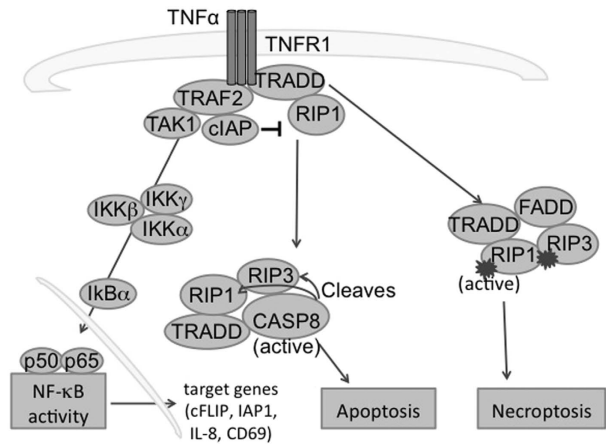 TNFα
TNFR1
TRADD
TRAF2
RIP1
TAK1
cIAP
IKKγ
IKKβ
IKKα
FADD
TRADD
RIP3
RIP1
(active)
RIP3
Cleaves
IkBα
RIP1
CASP8
TRADD
(active)
p50 p65
NF-κB
activity
target genes
(cFLIP, IAP1,
IL-8, CD69)
Apoptosis
Necroptosis